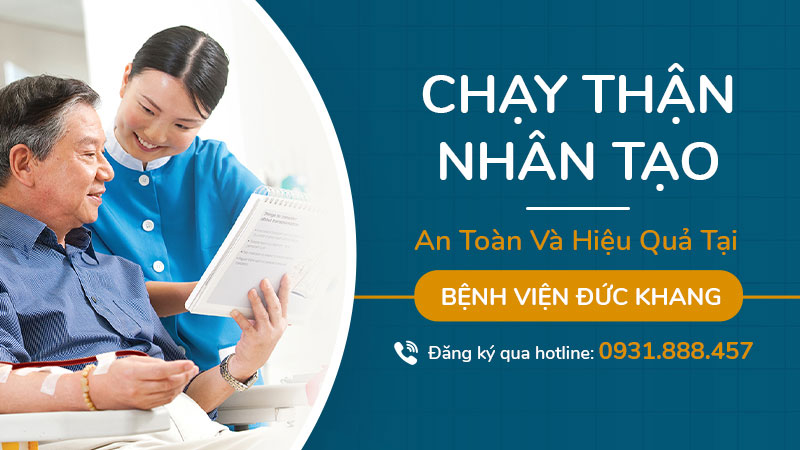 CHẠY THẬN
NHÂN TẠO
An Toàn Và Hiệu Quả Tại
BỆNH VIỆN ĐỨC KHANG
Đăng ký qua hotline: 0931.888.457